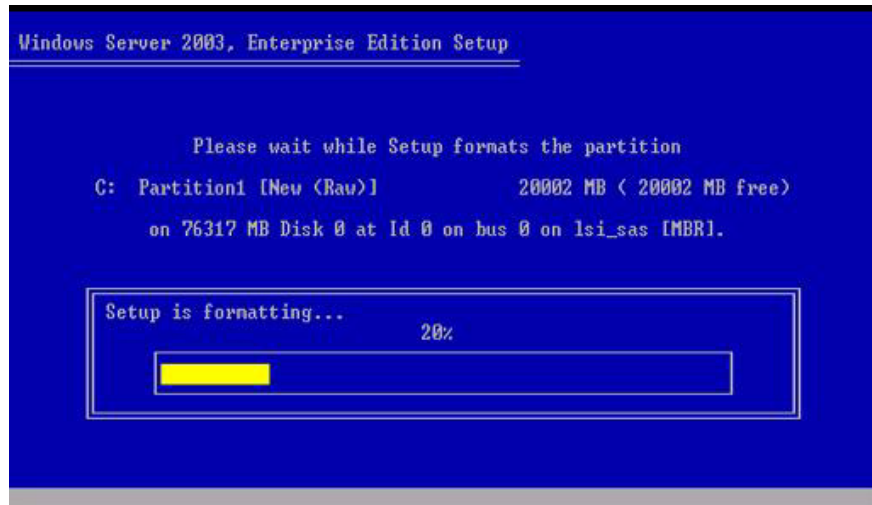 Windows Server 2003, Enterprise Edition Setup
Please wait while Setup formats the partition
C: Partition1 [New (Raw)] 20002 MB ( 20002 MB free)
on 76317 MB Disk 0 at Id 0 on bus 0 on lsi_sas [MBR].
Setup is formatting...
20%